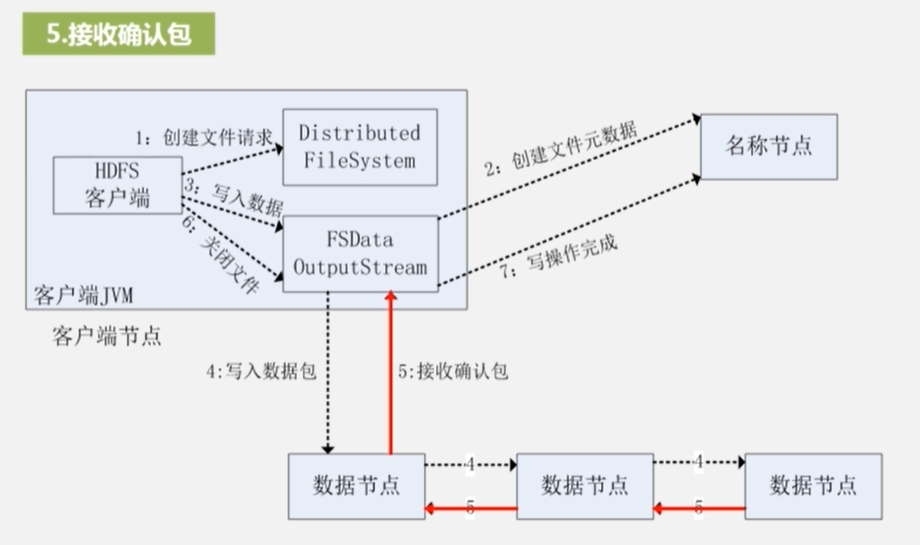 5.接收确认包
1：创建文件请求
Distributed
FileSystem
HDFS
客户端
3：写入数据
6：关闭文件
FSData
OutputStream
客户端JVM
客户端节点
2：创建文件元数据
名称节点
7：写操作完成
4:写入数据包
5:接收确认包
数据节点
4
数据节点
4
数据节点
5
5